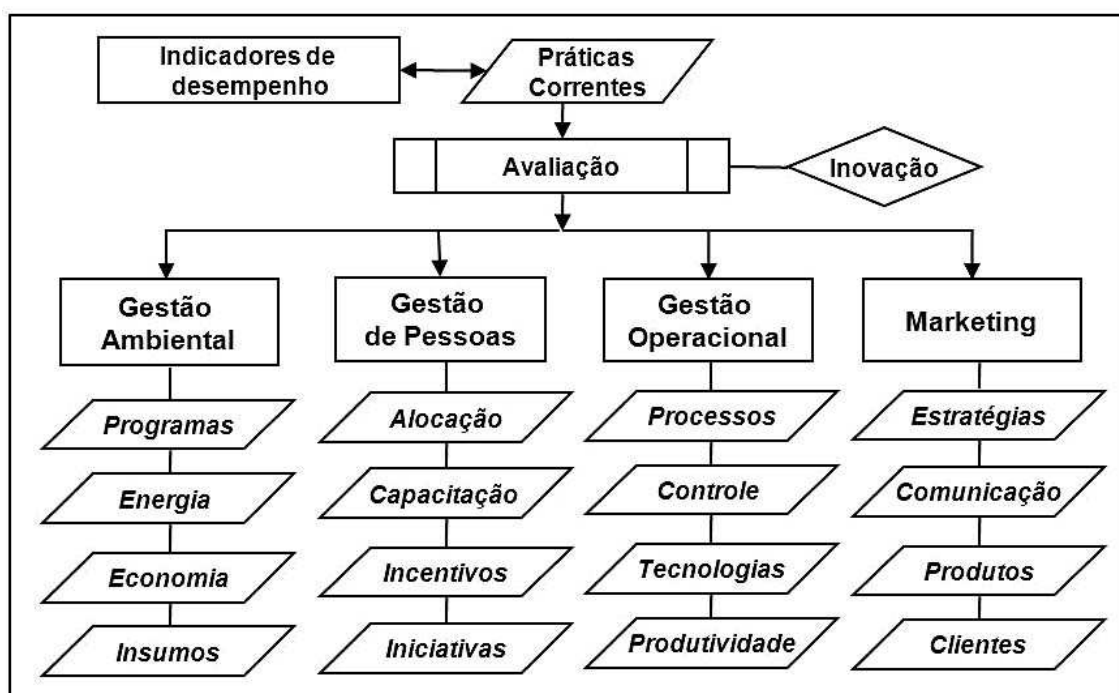 Indicadores de
desempenho
Práticas
Correntes
Avaliação
Inovação
Gestão
Ambiental
Gestão
de Pessoas
Gestão
Operacional
Marketing
Programas
Alocação
Processos
Estratégias
Energia
Capacitação
Controle
Comunicação
Economia
Incentivos
Tecnologias
Produtos
Insumos
Iniciativas
Produtividade
Clientes